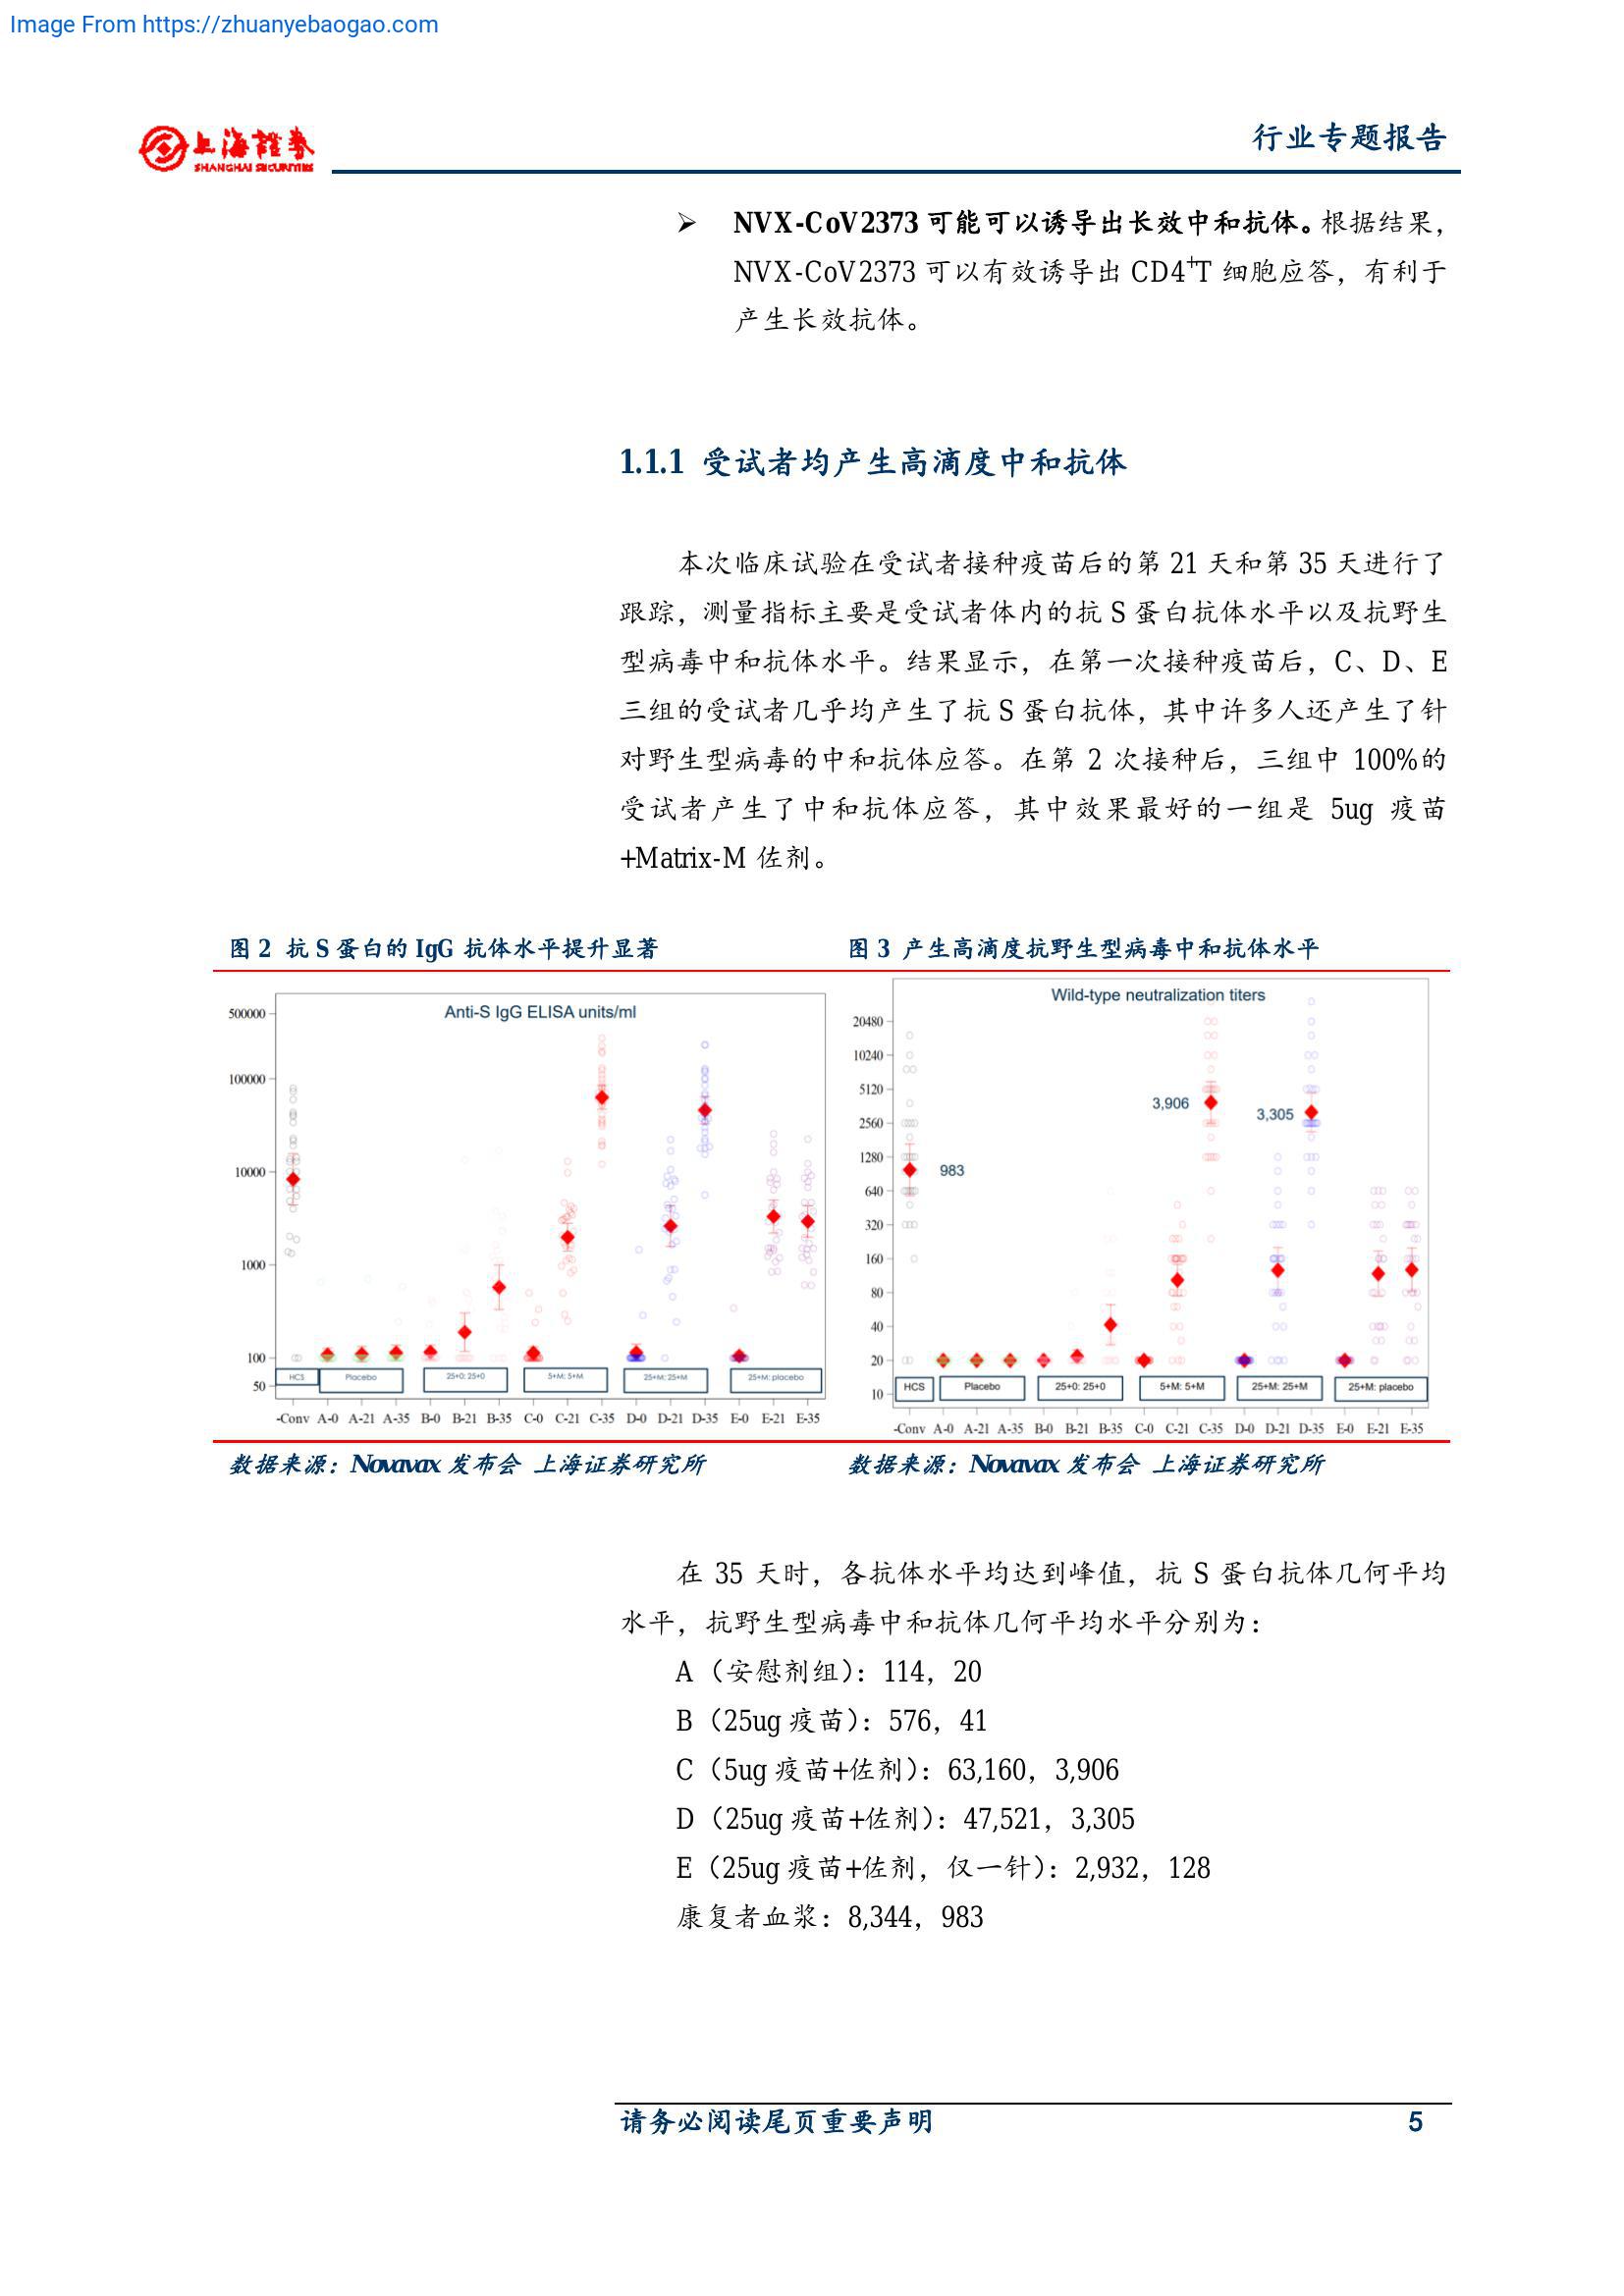 Image From https://zhuanyebaogao.com
上海證券
SHANGHAI SECURITIES
行业专题报告
➢ NVX-CoV2373 可能可以诱导出长效中和抗体。根据结果，
NVX-CoV2373 可以有效诱导出 CD4⁺T 细胞应答，有利于
产生长效抗体。
1.1.1 受试者均产生高滴度中和抗体
本次临床试验在受试者接种疫苗后的第 21 天和第 35 天进行了
跟踪，测量指标主要是受试者体内的抗 S 蛋白抗体水平以及抗野生
型病毒中和抗体水平。结果显示，在第一次接种疫苗后，C、D、E
三组的受试者几乎均产生了抗 S 蛋白抗体，其中许多人还产生了针
对野生型病毒的中和抗体应答。在第 2 次接种后，三组中 100%的
受试者产生了中和抗体应答，其中效果最好的一组是 5ug 疫苗
+Matrix-M 佐剂。
图 2 抗 S 蛋白的 IgG 抗体水平提升显著
Anti-S IgG ELISA units/ml
500000
100000
10000
1000
100
50
HCS Placebo 25+0: 25+0 5+M: 5+M 25+M: 25+M 25+M: placebo
-Conv A-0 A-21 A-35 B-0 B-21 B-35 C-0 C-21 C-35 D-0 D-21 D-35 E-0 E-21 E-35
数据来源：Novavax 发布会 上海证券研究所
图 3 产生高滴度抗野生型病毒中和抗体水平
Wild-type neutralization titers
20480
10240
5120
3,906
3,305
2560
1280
983
640
320
160
80
40
20
10
HCS Placebo 25+0: 25+0 5+M: 5+M 25+M: 25+M 25+M: placebo
-Conv A-0 A-21 A-35 B-0 B-21 B-35 C-0 C-21 C-35 D-0 D-21 D-35 E-0 E-21 E-35
数据来源：Novavax 发布会 上海证券研究所
在 35 天时，各抗体水平均达到峰值，抗 S 蛋白抗体几何平均
水平，抗野生型病毒中和抗体几何平均水平分别为：
A（安慰剂组）：114，20
B（25ug 疫苗）：576，41
C（5ug 疫苗+佐剂）：63,160，3,906
D（25ug 疫苗+佐剂）：47,521，3,305
E（25ug 疫苗+佐剂，仅一针）：2,932，128
康复者血浆：8,344，983
请务必阅读尾页重要声明
5